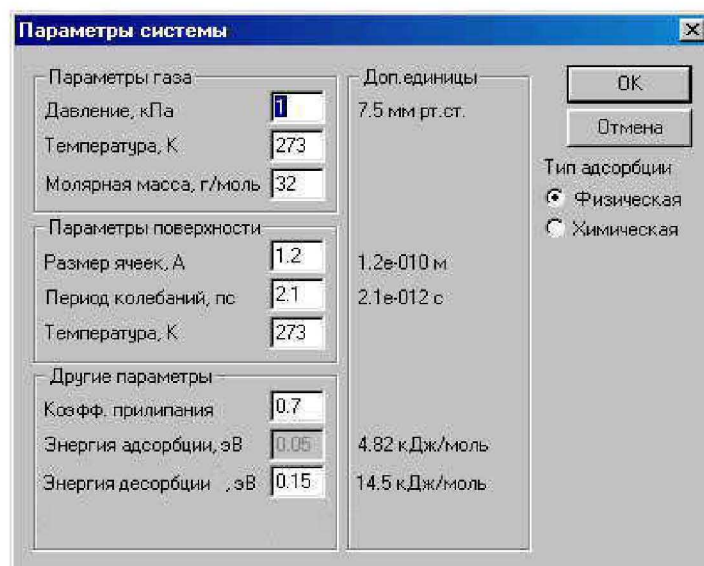 Параметры системы
Параметры газа
Давление, кПа 1
Температура, К 273
Молярная масса, г/моль 32
Параметры поверхности
Размер ячеек, А 1.2
Период колебаний, пс 2.1
Температура, К 273
Другие параметры
Коэфф. прилипания 0.7
Энергия адсорбции, эВ 0.05
Энергия десорбции , эВ 0.15
Доп.единицы
7.5 мм рт.ст.
1.2e-010 м
2.1e-012 с
4.82 кДж/моль
14.5 кДж/моль
OK
Отмена
Тип адсорбции
Физическая
Химическая